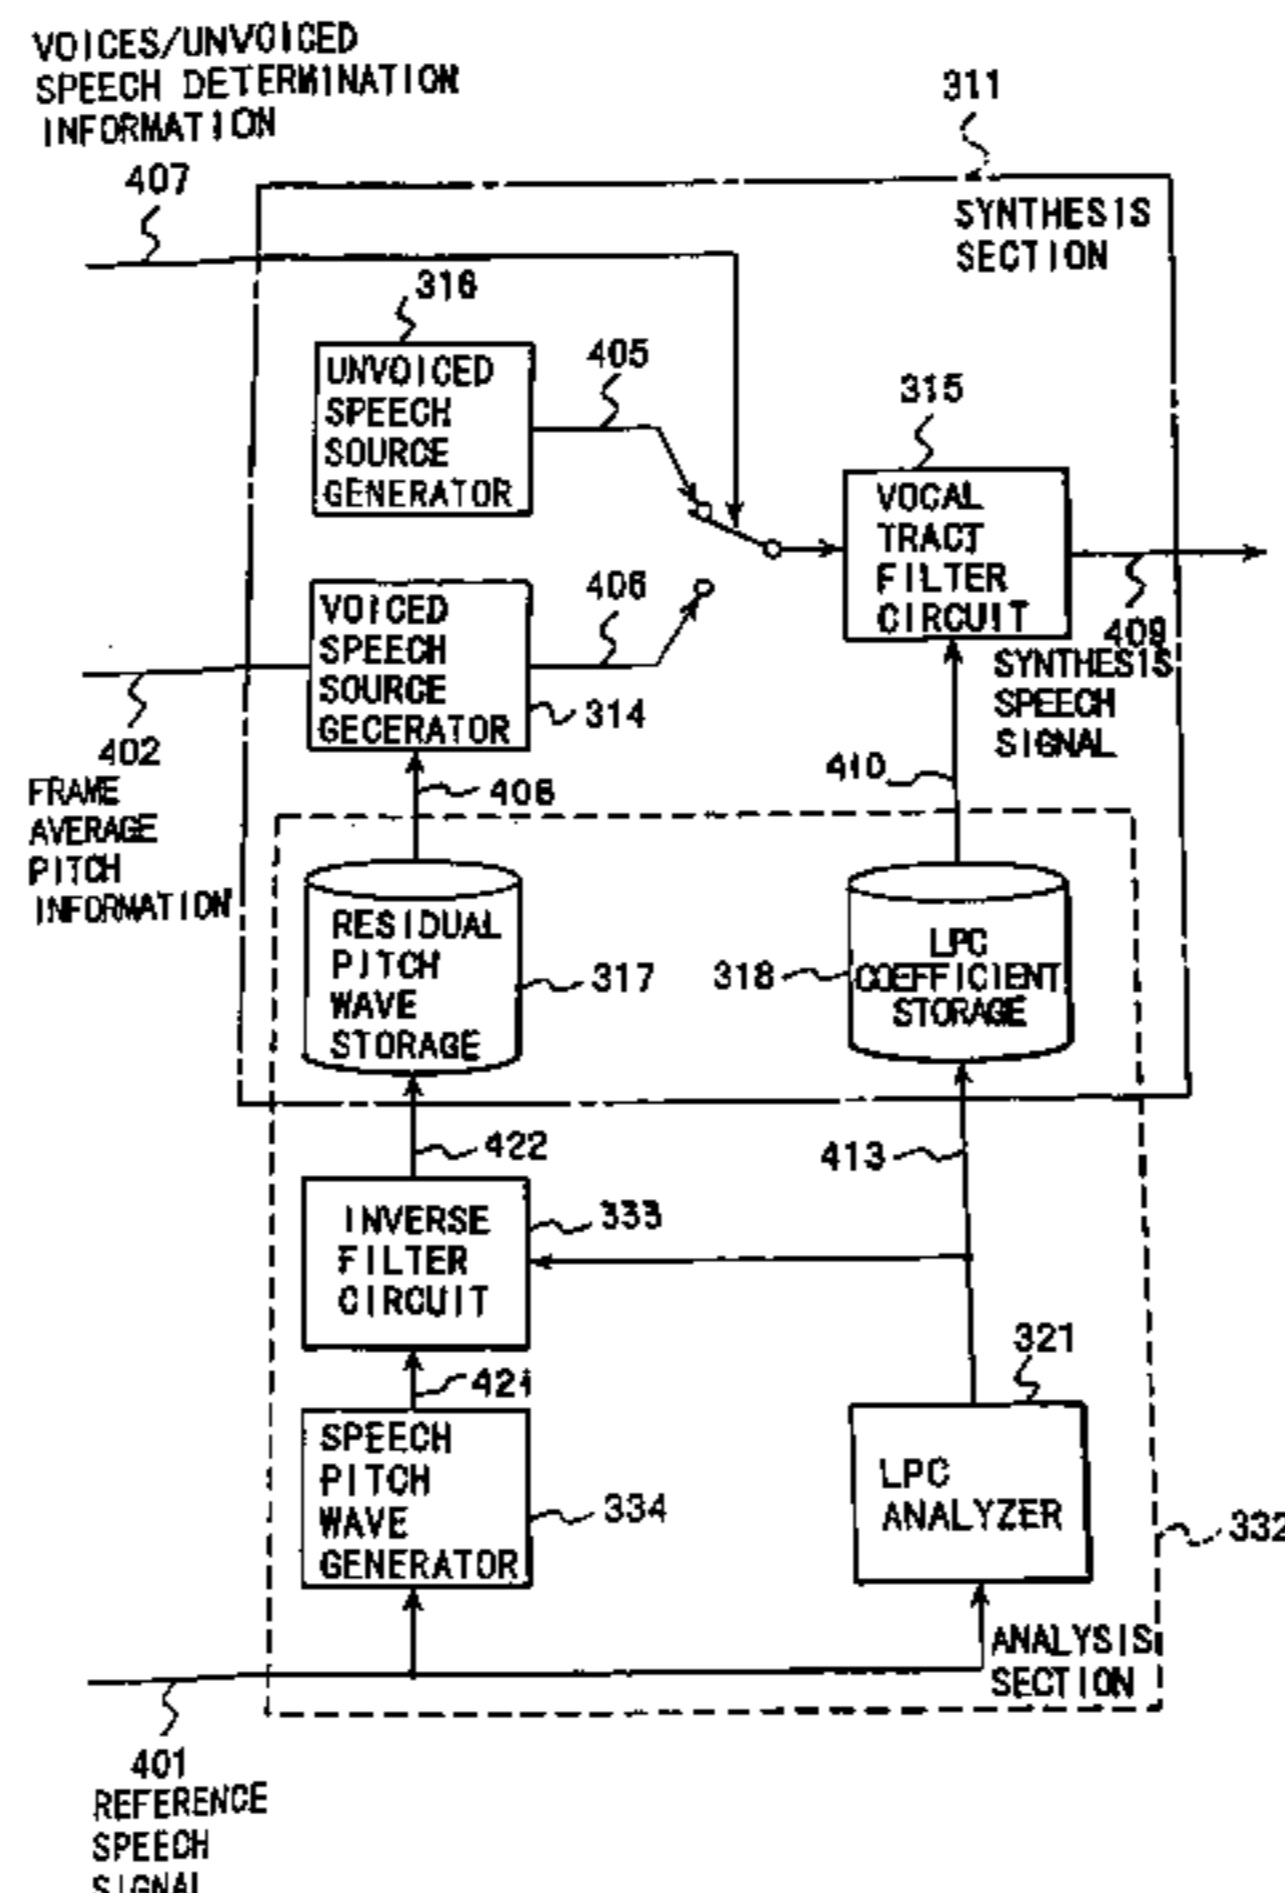 VOICES/UNVOICED
SPEECH DETERMINATION
INFORMATION
407
311
SYNTHESIS
SECTION
316
UNVOICED
SPEECH
SOURCE
GENERATOR
405
315
VOCAL
TRACT
FILTER
CIRCUIT
409
SYNTHESIS
SPEECH
SIGNAL
VOICED
SPEECH
SOURCE
GECERATOR
406
314
402
FRAME
AVERAGE
PITCH
INFORMATION
408
410
RESIDUAL
PITCH
WAVE
STORAGE
317
318
LPC
COEFFICIENT
STORAGE
422
413
INVERSE
FILTER
CIRCUIT
333
421
321
SPEECH
PITCH
WAVE
GENERATOR
334
LPC
ANALYZER
332
ANALYSIS
SECTION
401
REFERENCE
SPEECH
SIGNAL